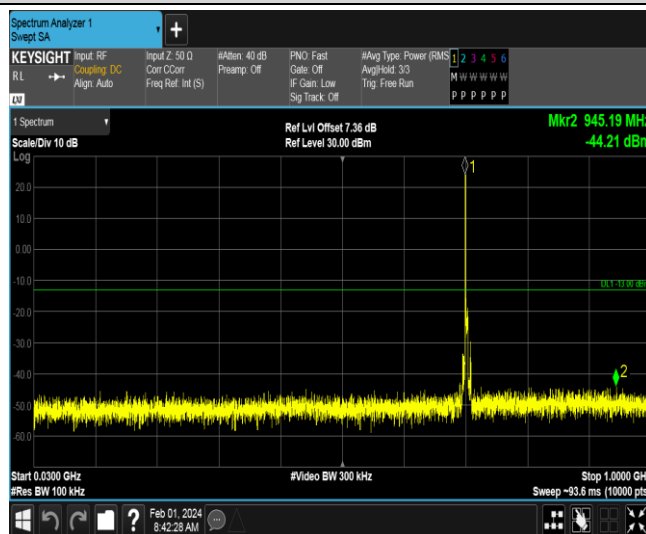 Spectrum Analyzer 1
Swept SA
KEYSIGHT
RL
LXI
Input: RF
Coupling: DC
Align: Auto
Input Z: 50 Ω
Corr CCorr
Freq Ref: Int (S)
#Atten: 40 dB
Preamp: Off
PNO: Fast
Gate: Off
IF Gain: Low
Sig Track: Off
#Avg Type: Power (RMS
Avg|Hold: 3/3
Trig: Free Run
1 2 3 4 5 6
M W W W W W
P P P P P P
1 Spectrum
Scale/Div 10 dB
Log
Ref Lvl Offset 7.36 dB
Ref Level 30.00 dBm
Mkr2 945.19 MHz
-44.21 dBm
1
20.0
10.0
0.00
-10.0
DL1 -13.00 dBm
-20.0
-30.0
-40.0
2
-50.0
-60.0
Start 0.0300 GHz
#Video BW 300 kHz
Stop 1.0000 GH
#Res BW 100 kHz
Sweep ~93.6 ms (10000 pts
?
Feb 01, 2024
8:42:28 AM